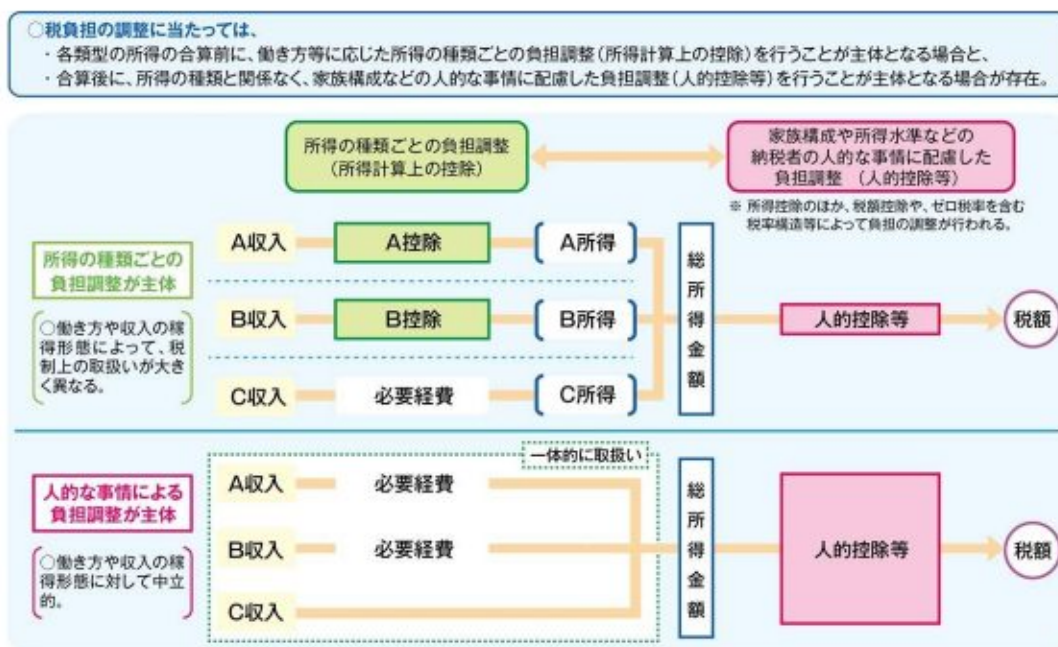 ○税負担の調整に当たっては、
・各類型の所得の合算前に、働き方等に応じた所得の種類ごとの負担調整(所得計算上の控除)を行うことが主体となる場合と、
・合算後に、所得の種類と関係なく、家族構成などの人的な事情に配慮した負担調整(人的控除等)を行うことが主体となる場合が存在。
所得の種類ごとの負担調整
(所得計算上の控除)
家族構成や所得水準などの
納税者の人的な事情に配慮した
負担調整 (人的控除等)
※ 所得控除のほか、税額控除や、ゼロ税率を含む
税率構造等によって負担の調整が行われる。
所得の種類ごとの
負担調整が主体
○働き方や収入の稼
得形態によって、税
制上の取扱いが大き
く異なる。
A収入
A控除
A所得
B収入
B控除
B所得
C収入
必要経費
C所得
総所得金額
人的控除等
税額
人的な事情による
負担調整が主体
○働き方や収入の稼
得形態に対して中立
的。
一体的に取扱い
A収入
必要経費
B収入
必要経費
C収入
総所得金額
人的控除等
税額